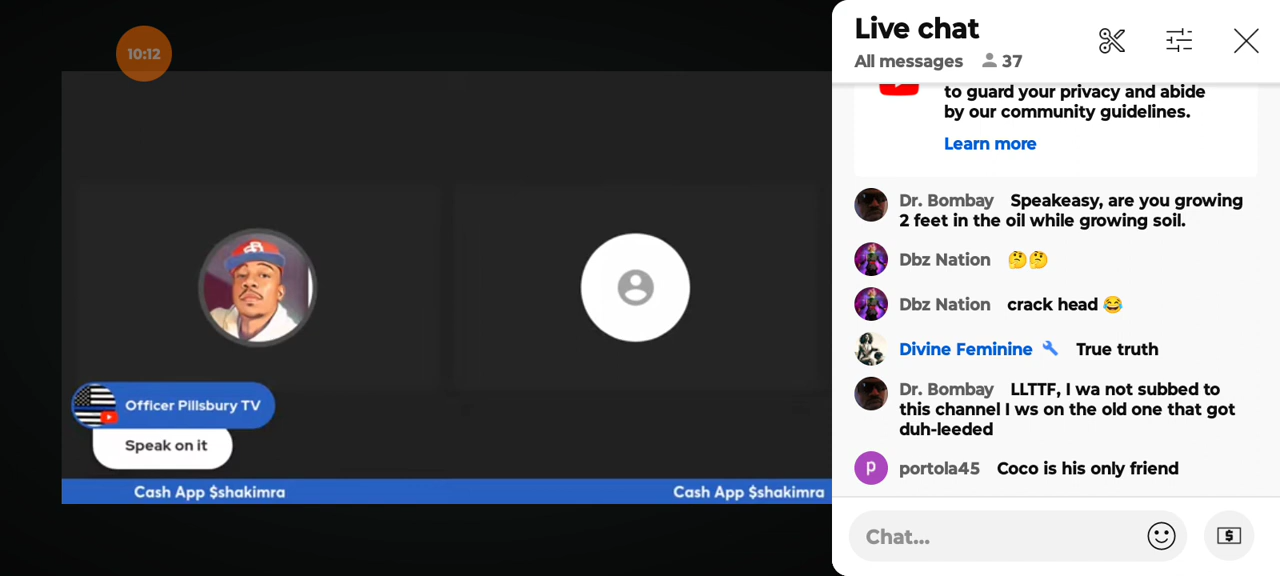 10:12
Officer Pillsbury TV
Speak on it
Cash App $shakimra
Cash App $shakimra
Live chat
All messages 37
to guard your privacy and abide
by our community guidelines.
Learn more
Dr. Bombay Speakeasy, are you growing
2 feet in the oil while growing soil.
Dbz Nation 🤔🤔
Dbz Nation crack head 😂
Divine Feminine True truth
Dr. Bombay LLTTF, I wa not subbed to
this channel I ws on the old one that got
duh-leeded
p
portola45 Coco is his only friend
Chat...
$